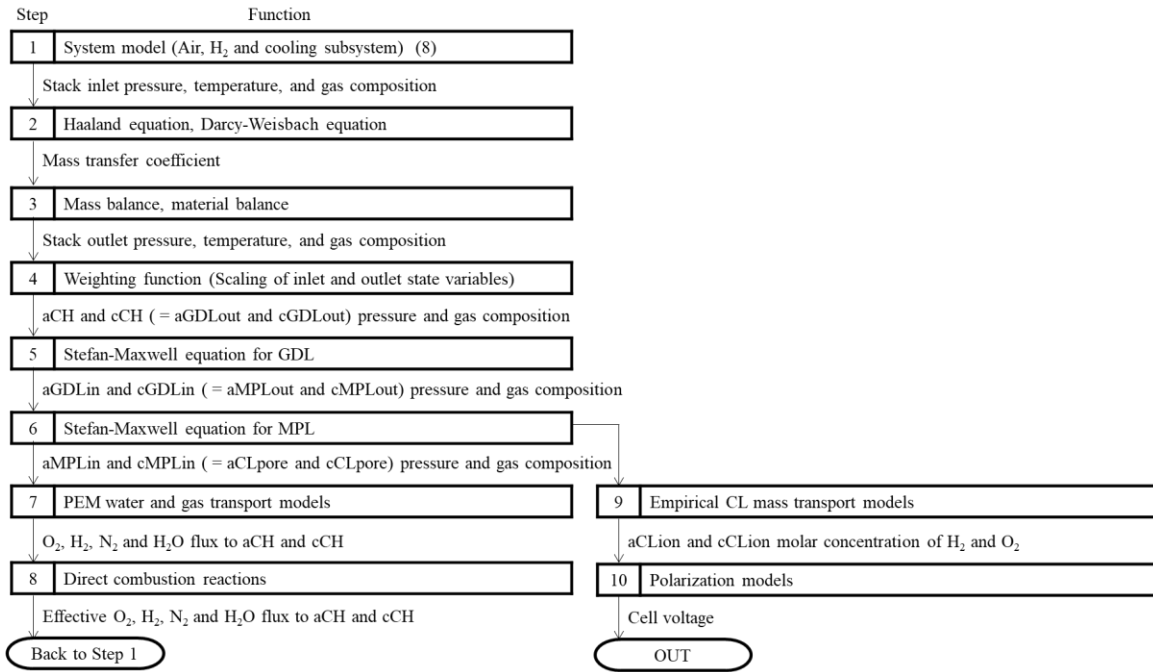 Step Function
1 System model (Air, H₂ and cooling subsystem) (8)
Stack inlet pressure, temperature, and gas composition
2 Haaland equation, Darcy-Weisbach equation
Mass transfer coefficient
3 Mass balance, material balance
Stack outlet pressure, temperature, and gas composition
4 Weighting function (Scaling of inlet and outlet state variables)
aCH and cCH ( = aGDLout and cGDLout) pressure and gas composition
5 Stefan-Maxwell equation for GDL
aGDLin and cGDLin ( = aMPLout and cMPLout) pressure and gas composition
6 Stefan-Maxwell equation for MPL
aMPLin and cMPLin ( = aCLpore and cCLpore) pressure and gas composition
7 PEM water and gas transport models
O₂, H₂, N₂ and H₂O flux to aCH and cCH
8 Direct combustion reactions
Effective O₂, H₂, N₂ and H₂O flux to aCH and cCH
Back to Step 1
9 Empirical CL mass transport models
aCLion and cCLion molar concentration of H₂ and O₂
10 Polarization models
Cell voltage
OUT